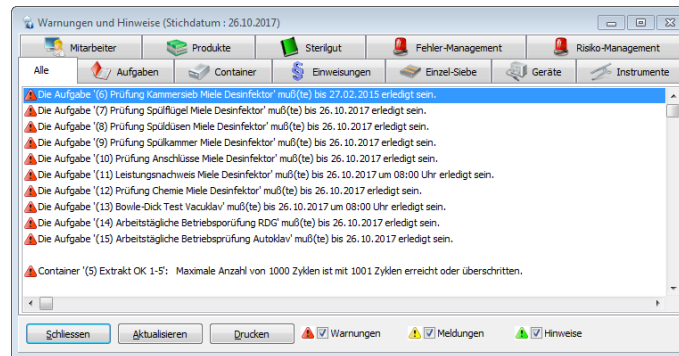 Warnungen und Hinweise (Stichdatum : 26.10.2017)
Mitarbeiter Produkte Sterilgut Fehler-Management Risiko-Management
Alle Aufgaben Container Einweisungen Einzel-Siebe Geräte Instrumente
Die Aufgabe '(6) Prüfung Kammersieb Miele Desinfektor' muß(te) bis 27.02.2015 erledigt sein.
Die Aufgabe '(7) Prüfung Spülflügel Miele Desinfektor' muß(te) bis 26.10.2017 erledigt sein.
Die Aufgabe '(8) Prüfung Spüldüsen Miele Desinfektor' muß(te) bis 26.10.2017 erledigt sein.
Die Aufgabe '(9) Prüfung Spülkammer Miele Desinfektor' muß(te) bis 26.10.2017 erledigt sein.
Die Aufgabe '(10) Prüfung Anschlüsse Miele Desinfektor' muß(te) bis 26.10.2017 erledigt sein.
Die Aufgabe '(11) Leistungsnachweis Miele Desinfektor' muß(te) bis 26.10.2017 um 08:00 Uhr erledigt sein.
Die Aufgabe '(12) Prüfung Chemie Miele Desinfektor' muß(te) bis 26.10.2017 erledigt sein.
Die Aufgabe '(13) Bowle-Dick Test Vacuklav' muß(te) bis 26.10.2017 um 08:00 Uhr erledigt sein.
Die Aufgabe '(14) Arbeitstägliche Betriebsporüfung RDG' muß(te) bis 26.10.2017 erledigt sein.
Die Aufgabe '(15) Arbeitstägliche Betriebsprüfung Autoklav' muß(te) bis 26.10.2017 erledigt sein.
Container '(5) Extrakt OK 1-5': Maximale Anzahl von 1000 Zyklen ist mit 1001 Zyklen erreicht oder überschritten.
Schliessen Aktualisieren Drucken Warnungen Meldungen Hinweise